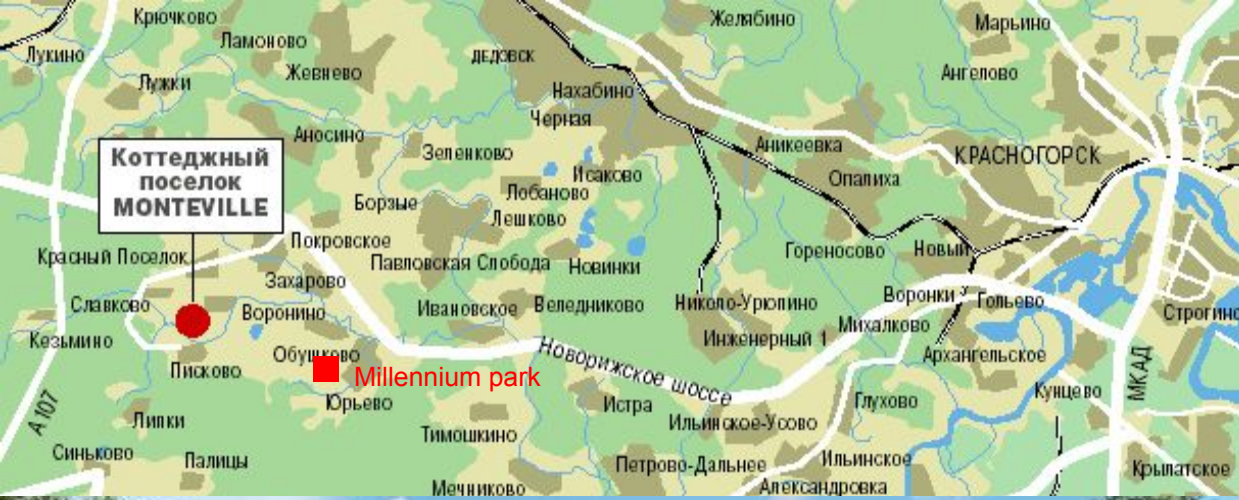 Крючково
Желябино
Марьино
Ламоново
Лукино
дедовск
Жевнево
Ангелово
Лужки
Нахабино
Черная
Аносино
Аникеевка
Зеленково
КРАСНОГОРСК
Коттеджный
поселок
MONTEVILLE
Исаково
Опалиха
Лобаново
Борзые
Лешково
Покровское
Гореносово
Новый
Красный Поселок
Павловская Слобода
Новинки
Захарово
Славково
Воронино
Ивановское
Веледниково
Николо-Урюпино
Воронки
Гольево
Строгино
Михалково
Кезьмино
Инженерный 1
Обушково
Новорижское шоссе
Архангельское
Писково
Millennium park
МКАД
Кунцево
Юрьево
Истра
Глухово
А107
Липки
Ильинское-Усово
Тимошкино
Синьково
Палицы
Петрово-Дальнее
Ильинское
Крылатское
Мечниково
Александровка